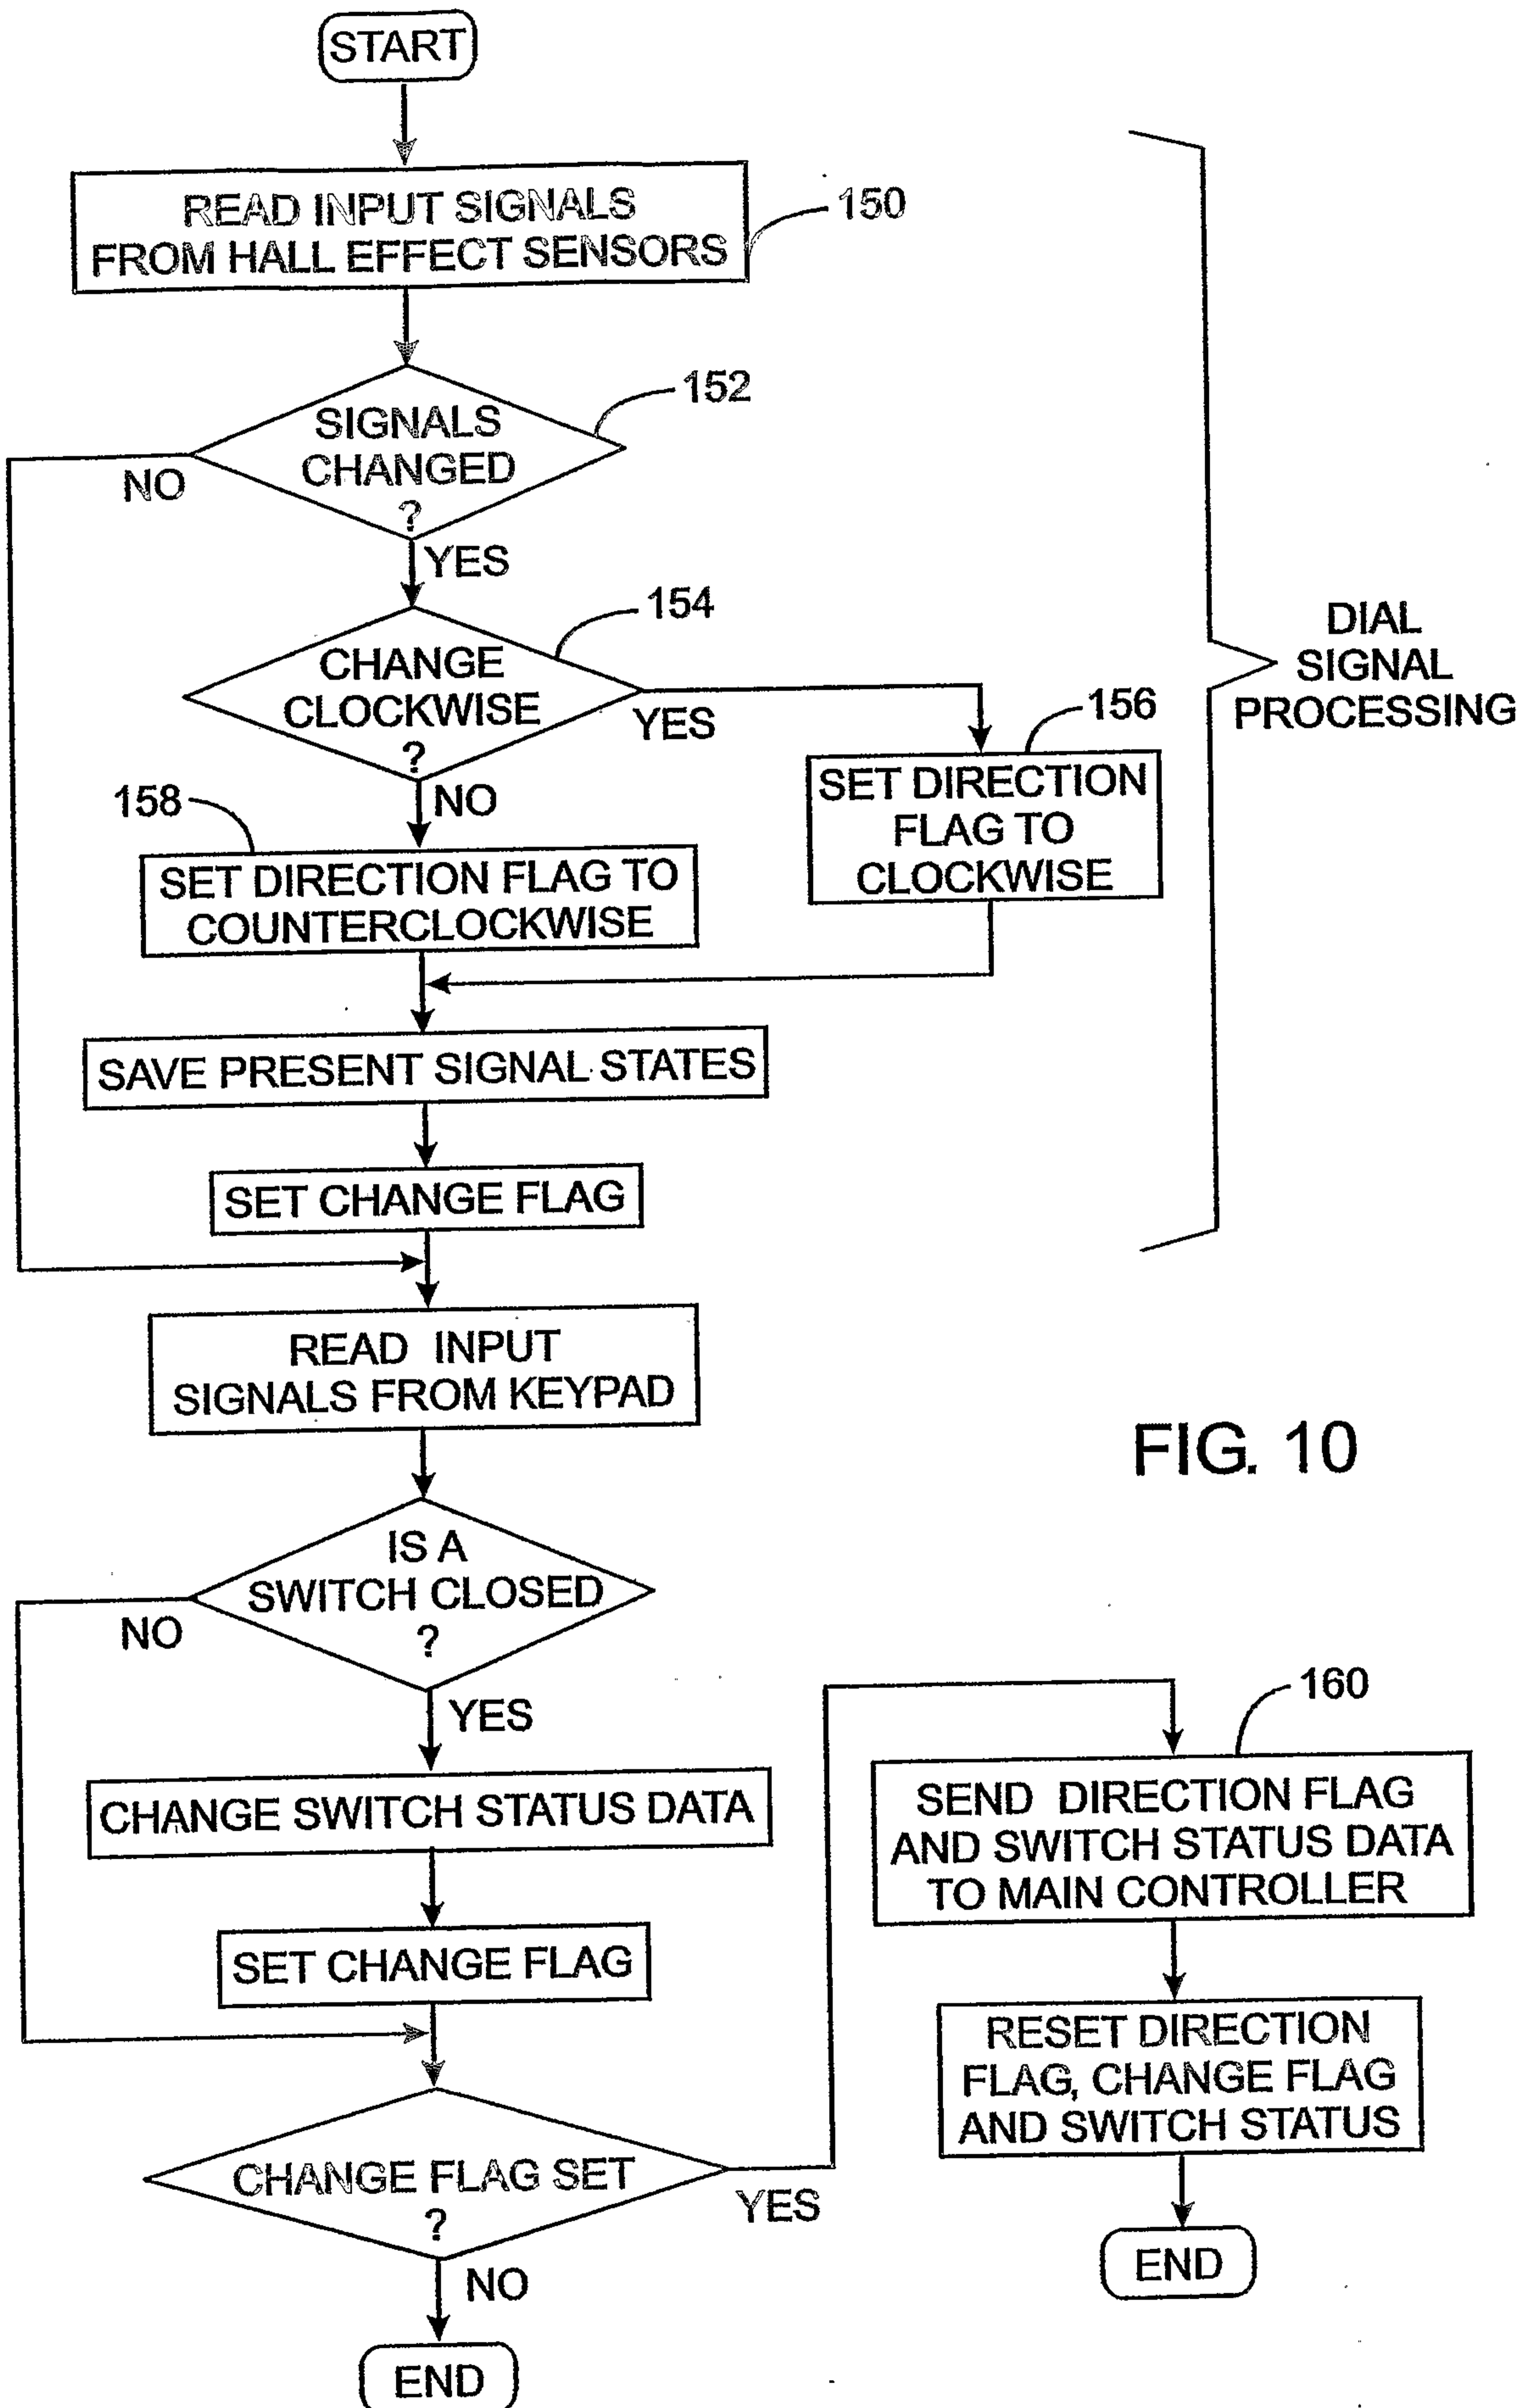 START
READ INPUT SIGNALS
FROM HALL EFFECT SENSORS
150
SIGNALS
CHANGED
?
152
NO
YES
CHANGE
CLOCKWISE
?
154
YES
NO
156
SET DIRECTION
FLAG TO
CLOCKWISE
158
SET DIRECTION FLAG TO
COUNTERCLOCKWISE
SAVE PRESENT SIGNAL STATES
SET CHANGE FLAG
DIAL
SIGNAL
PROCESSING
READ INPUT
SIGNALS FROM KEYPAD
FIG. 10
IS A
SWITCH CLOSED
?
NO
YES
CHANGE SWITCH STATUS DATA
SET CHANGE FLAG
CHANGE FLAG SET
?
YES
NO
END
160
SEND DIRECTION FLAG
AND SWITCH STATUS DATA
TO MAIN CONTROLLER
RESET DIRECTION
FLAG, CHANGE FLAG
AND SWITCH STATUS
END